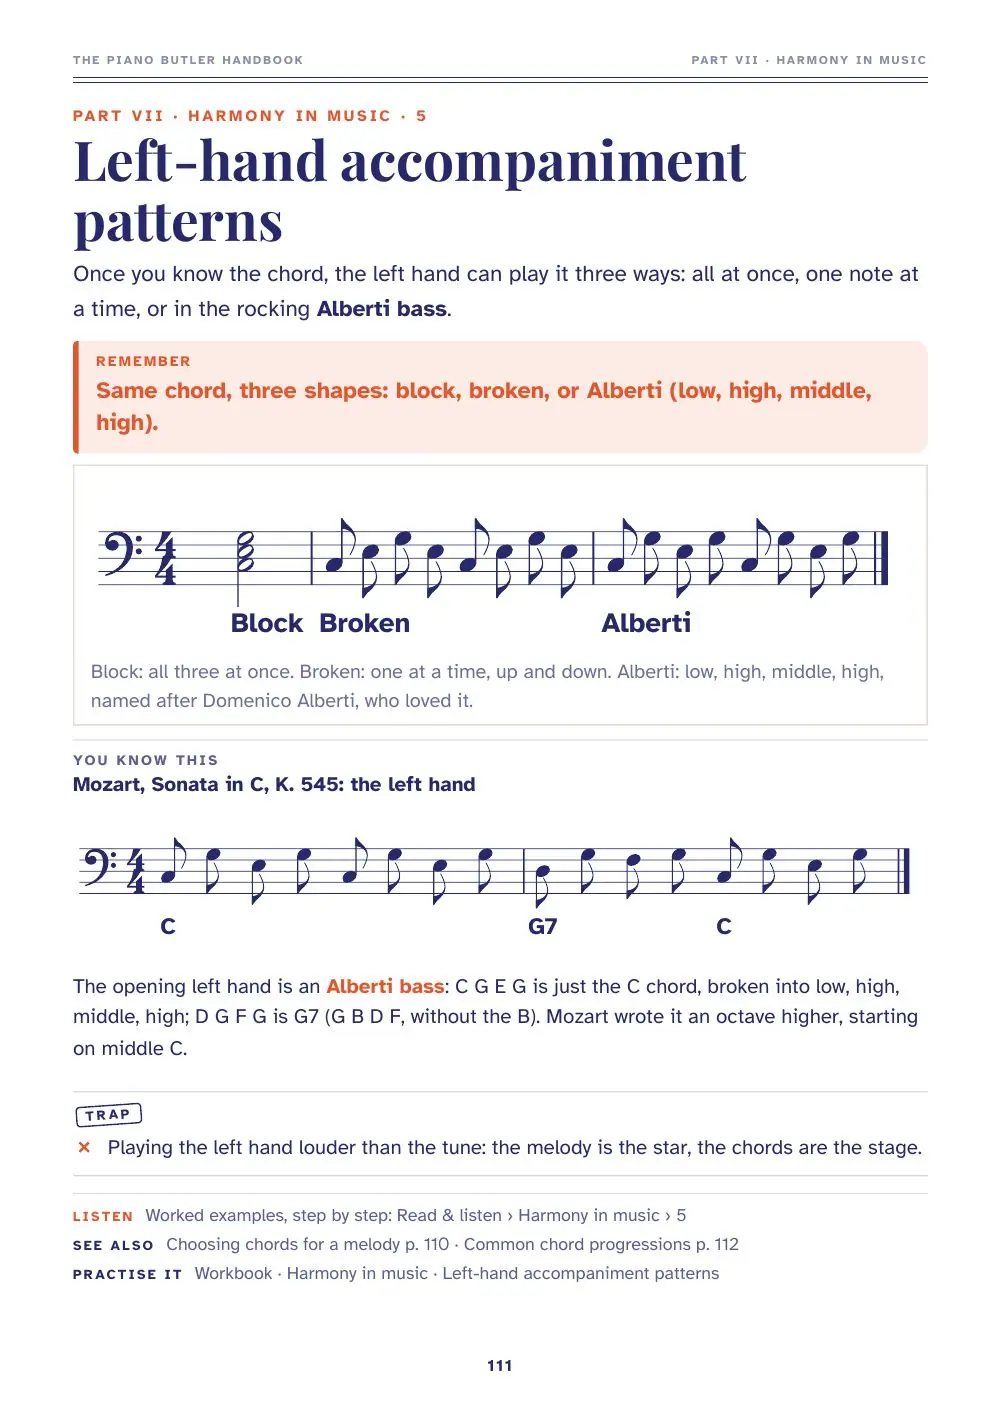 THE PIANO BUTLER HANDBOOK
PART VII · HARMONY IN MUSIC
PART VII · HARMONY IN MUSIC · 5
Left-hand accompaniment
patterns
Once you know the chord, the left hand can play it three ways: all at once, one note at
a time, or in the rocking Alberti bass.
REMEMBER
Same chord, three shapes: block, broken, or Alberti (low, high, middle,
high).
4
4
Block Broken Alberti
Block: all three at once. Broken: one at a time, up and down. Alberti: low, high, middle, high,
named after Domenico Alberti, who loved it.
YOU KNOW THIS
Mozart, Sonata in C, K. 545: the left hand
4
4
C G7 C
The opening left hand is an Alberti bass: C G E G is just the C chord, broken into low, high,
middle, high; D G F G is G7 (G B D F, without the B). Mozart wrote it an octave higher, starting
on middle C.
TRAP
× Playing the left hand louder than the tune: the melody is the star, the chords are the stage.
LISTEN Worked examples, step by step: Read & listen › Harmony in music › 5
SEE ALSO Choosing chords for a melody p. 110 · Common chord progressions p. 112
PRACTISE IT Workbook · Harmony in music · Left-hand accompaniment patterns
111